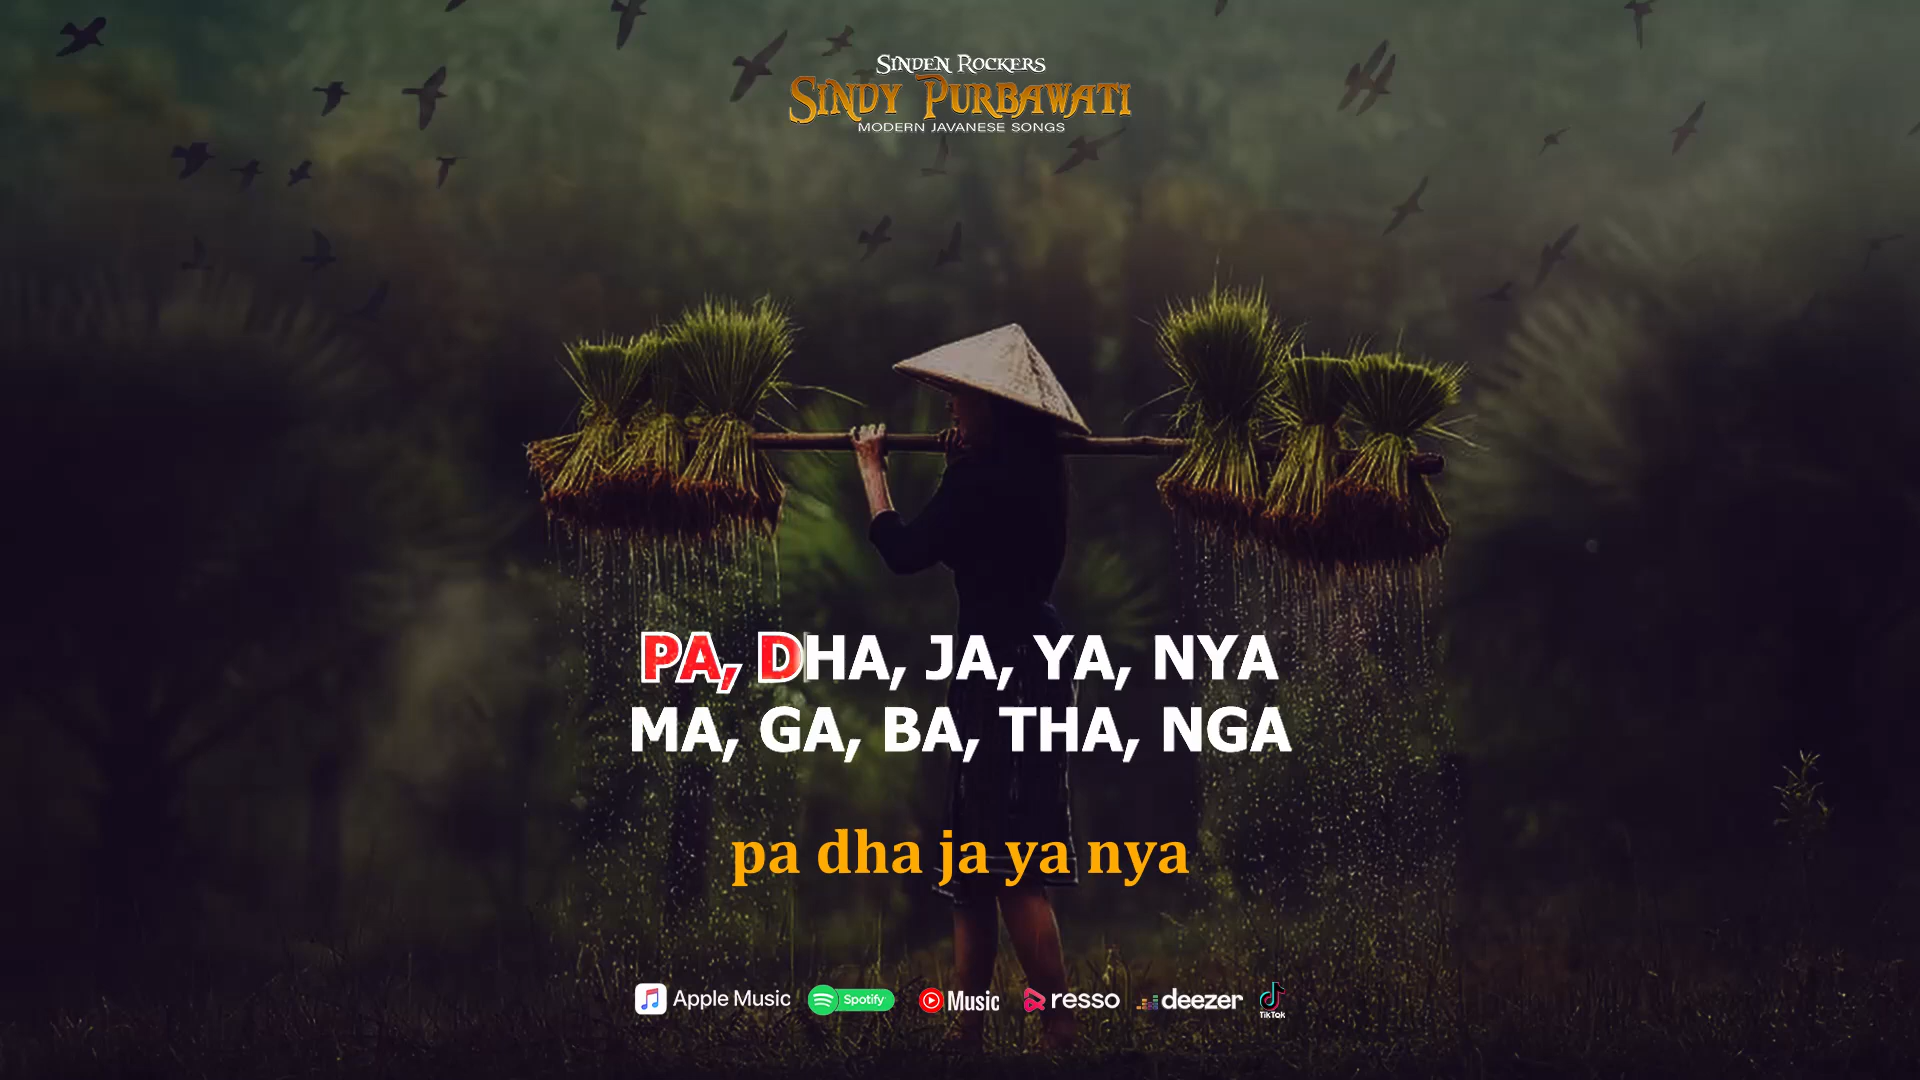 SINDEN ROCKERS
SINDY PURBAWATI
MODERN JAVANESE SONGS
PA, DHA, JA, YA, NYA
MA, GA, BA, THA, NGA
pa dha ja ya nya
Apple Music Spotify Music resso deezer TikTok